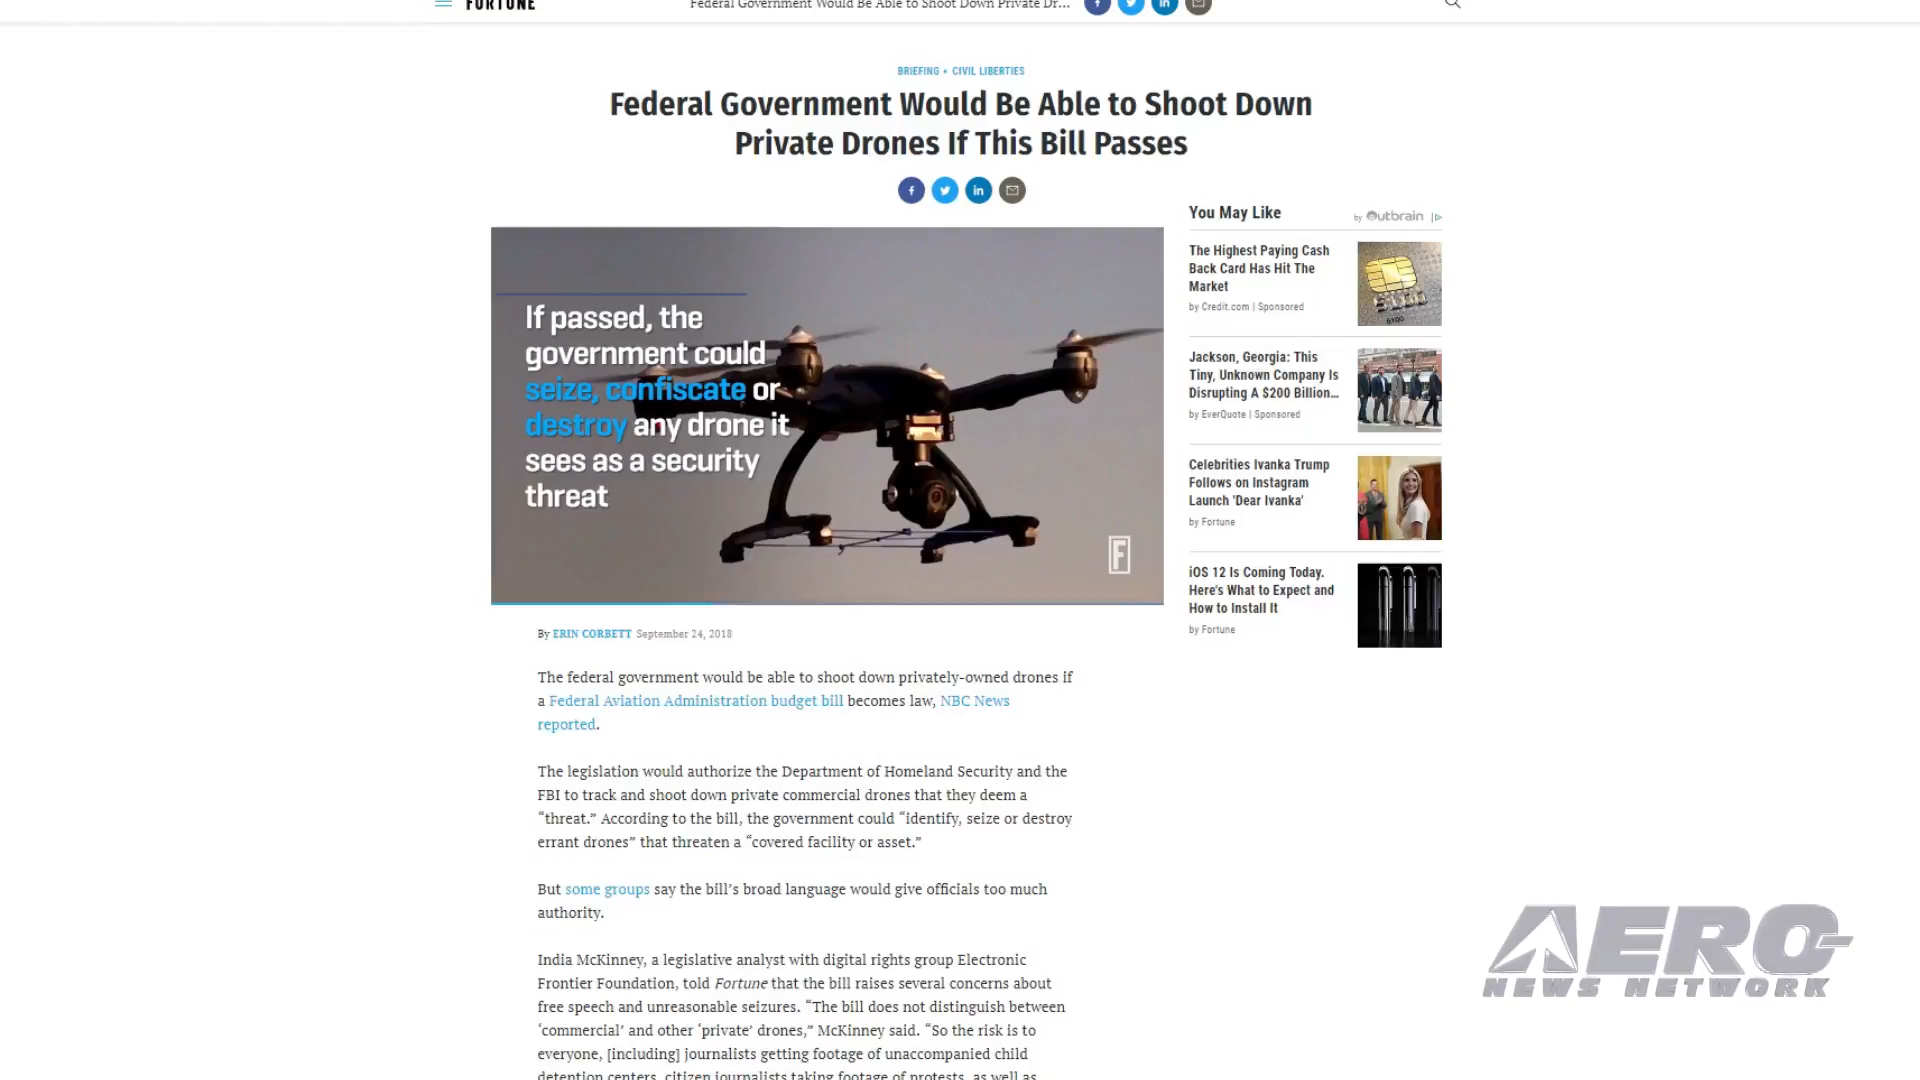 FORTUNE
Federal Government Would Be Able to Shoot Down Private Dr...
BRIEFING • CIVIL LIBERTIES
Federal Government Would Be Able to Shoot Down
Private Drones If This Bill Passes
If passed, the
government could
seize, confiscate or
destroy any drone it
sees as a security
threat
F
You May Like
by Outbrain
The Highest Paying Cash
Back Card Has Hit The
Market
by Credit.com | Sponsored
Jackson, Georgia: This
Tiny, Unknown Company Is
Disrupting A $200 Billion...
by EverQuote | Sponsored
Celebrities Ivanka Trump
Follows on Instagram
Launch 'Dear Ivanka'
by Fortune
iOS 12 Is Coming Today.
Here's What to Expect and
How to Install It
by Fortune
By ERIN CORBETT September 24, 2018
The federal government would be able to shoot down privately-owned drones if
a Federal Aviation Administration budget bill becomes law, NBC News
reported.
The legislation would authorize the Department of Homeland Security and the
FBI to track and shoot down private commercial drones that they deem a
“threat.” According to the bill, the government could “identify, seize or destroy
errant drones” that threaten a “covered facility or asset.”
But some groups say the bill’s broad language would give officials too much
authority.
India McKinney, a legislative analyst with digital rights group Electronic
Frontier Foundation, told Fortune that the bill raises several concerns about
free speech and unreasonable seizures. “The bill does not distinguish between
‘commercial’ and other ‘private’ drones,” McKinney said. “So the risk is to
everyone, [including] journalists getting footage of unaccompanied child
detention centers, citizen journalists taking footage of protests, as well as
AERO-
NEWS NETWORK